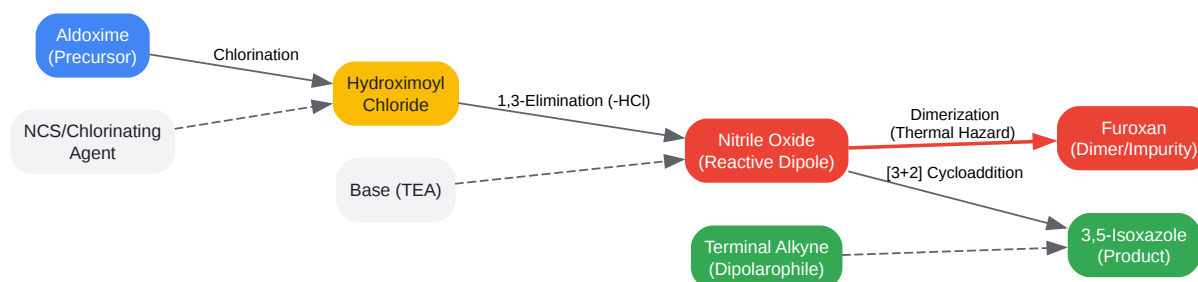 Aldoxime
(Precursor)
Chlorination
NCS/Chlorinating
Agent
Hydroximoyl
Chloride
1,3-Elimination (-HCl)
Base (TEA)
Nitrile Oxide
(Reactive Dipole)
Dimerization
(Thermal Hazard)
Furoxan
(Dimer/Impurity)
[3+2] Cycloaddition
Terminal Alkyne
(Dipolarophile)
3,5-Isoxazole
(Product)